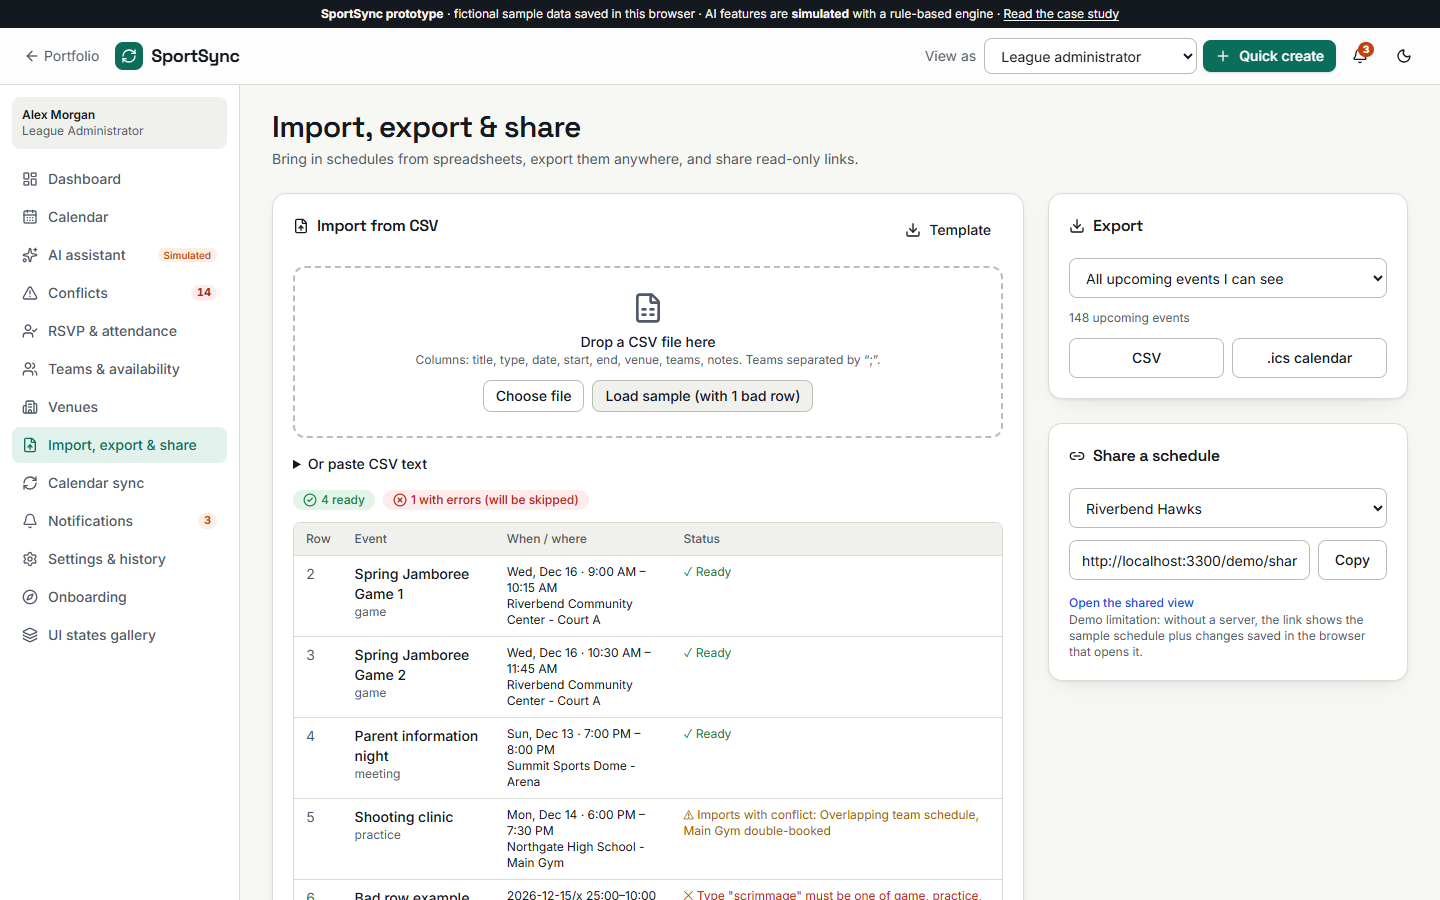 SportSync prototype · fictional sample data saved in this browser · AI features are simulated with a rule-based engine · Read the case study
← Portfolio
SportSync
View as
League administrator
+ Quick create
3
Alex Morgan
League Administrator
Dashboard
Calendar
AI assistant
Simulated
Conflicts
14
RSVP & attendance
Teams & availability
Venues
Import, export & share
Calendar sync
Notifications
3
Settings & history
Onboarding
UI states gallery
Import, export & share
Bring in schedules from spreadsheets, export them anywhere, and share read-only links.
Import from CSV
Template
Drop a CSV file here
Columns: title, type, date, start, end, venue, teams, notes. Teams separated by “;”.
Choose file
Load sample (with 1 bad row)
Or paste CSV text
4 ready
1 with errors (will be skipped)
Row Event When / where Status
2
Spring Jamboree
Game 1
game
Wed, Dec 16 · 9:00 AM –
10:15 AM
Riverbend Community
Center - Court A
✓ Ready
3
Spring Jamboree
Game 2
game
Wed, Dec 16 · 10:30 AM –
11:45 AM
Riverbend Community
Center - Court A
✓ Ready
4
Parent information
night
meeting
Sun, Dec 13 · 7:00 PM –
8:00 PM
Summit Sports Dome -
Arena
✓ Ready
5
Shooting clinic
practice
Mon, Dec 14 · 6:00 PM –
7:30 PM
Northgate High School -
Main Gym
⚠ Imports with conflict: Overlapping team schedule,
Main Gym double-booked
6
Bad row example
2026-12-15/x 25:00–10:00
✕ Type "scrimmage" must be one of game, practice,
Export
All upcoming events I can see
148 upcoming events
CSV
.ics calendar
Share a schedule
Riverbend Hawks
http://localhost:3300/demo/shar
Copy
Open the shared view
Demo limitation: without a server, the link shows the
sample schedule plus changes saved in the browser
that opens it.